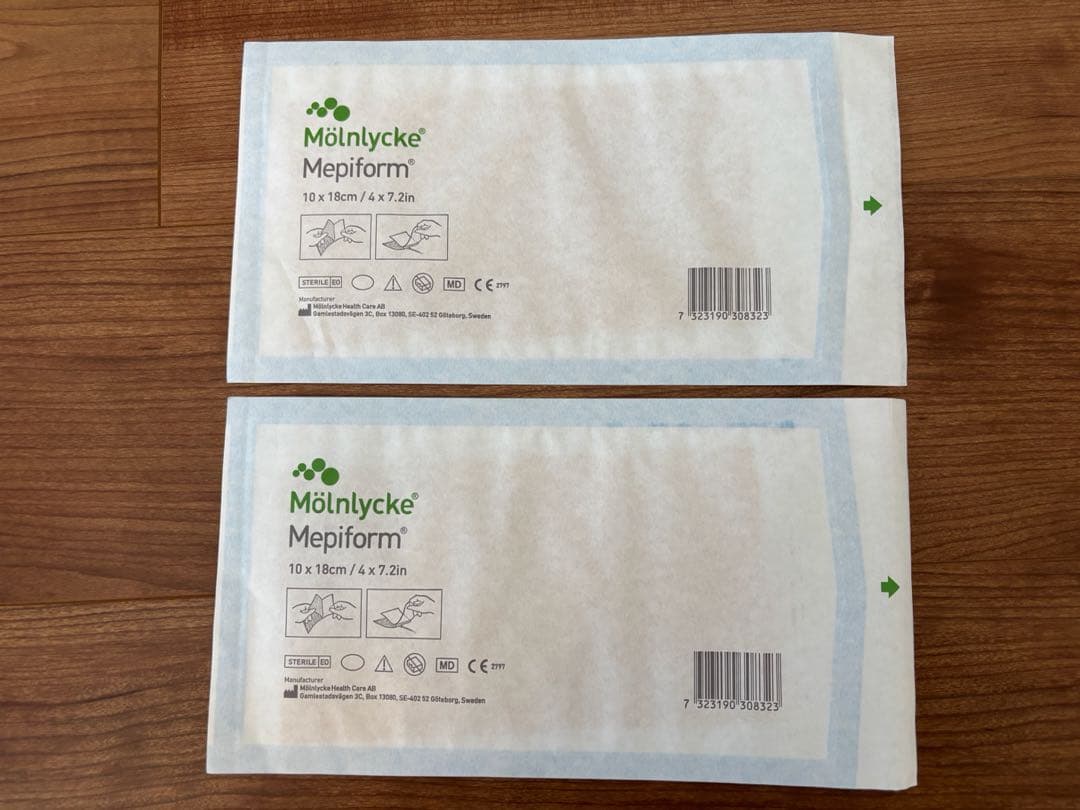 Mölnlycke®
Mepiform®
10 x 18cm / 4 x 7.2in
STERILE EO
MD CE 2797
Manufacturer
Mölnlycke Health Care AB
Gamlestadsvägen 3C, Box 13080, SE-402 52 Göteborg, Sweden
7 323190 308323
Mölnlycke®
Mepiform®
10 x 18cm / 4 x 7.2in
STERILE EO
MD CE 2797
Manufacturer
Mölnlycke Health Care AB
Gamlestadsvägen 3C, Box 13080, SE-402 52 Göteborg, Sweden
7 323190 308323